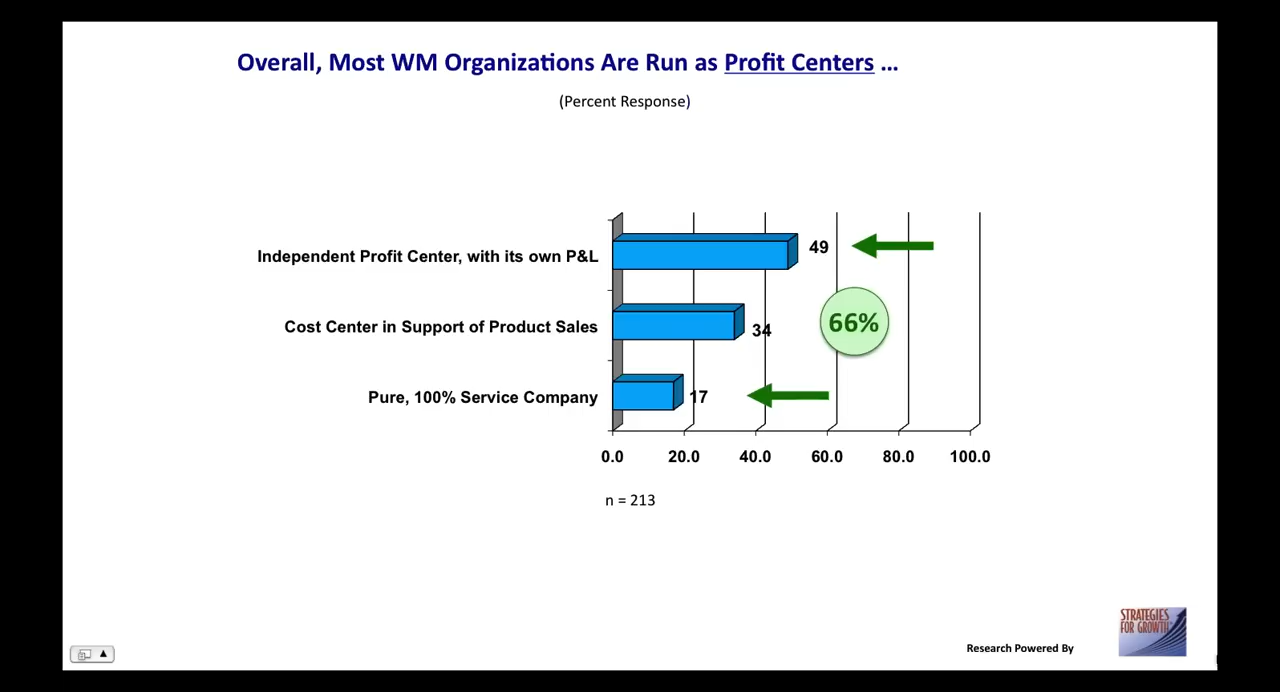 Overall, Most WM Organizations Are Run as Profit Centers ...
(Percent Response)
Independent Profit Center, with its own P&L
49
Cost Center in Support of Product Sales
34
66%
Pure, 100% Service Company
17
0.0 20.0 40.0 60.0 80.0 100.0
n = 213
Research Powered By
STRATEGIES
FOR GROWTH